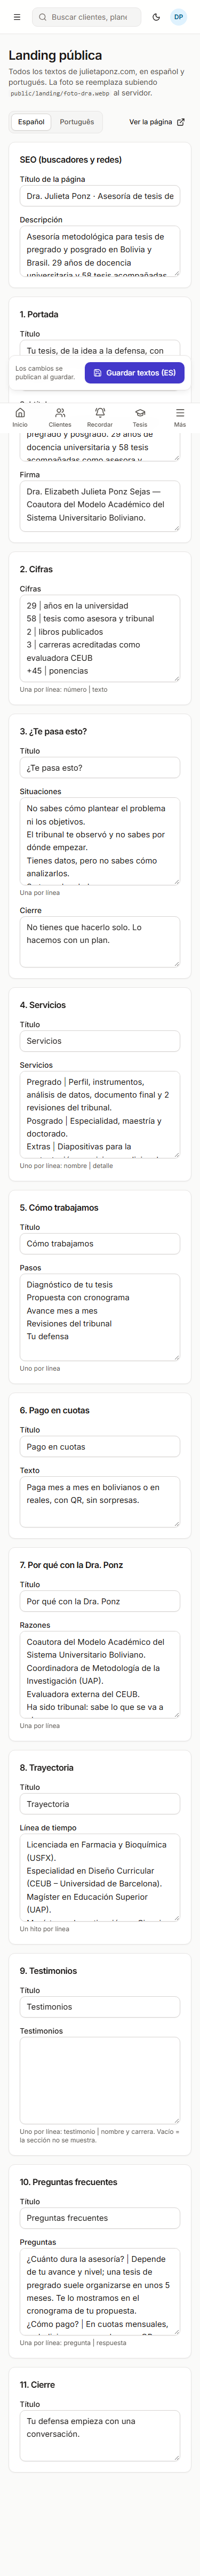 Buscar clientes, plane
DP
Landing pública
Todos los textos de julietaponz.com, en español y
portugués. La foto se reemplaza subiendo
public/landing/foto-dra.webp al servidor.
Español
Português
Ver la página
SEO (buscadores y redes)
Título de la página
Dra. Julieta Ponz · Asesoría de tesis de
Descripción
Asesoría metodológica para tesis de
pregrado y posgrado en Bolivia y
Brasil. 29 años de docencia
universitaria y 58 tesis acompañadas
1. Portada
Título
Tu tesis, de la idea a la defensa, con
Los cambios se
publican al guardar.
Guardar textos (ES)
Inicio
Clientes
Recordar
Tesis
Más
pregrado y posgrado. 29 años de
docencia universitaria y 58 tesis
acompañadas como asesora y
Firma
Dra. Elizabeth Julieta Ponz Sejas —
Coautora del Modelo Académico del
Sistema Universitario Boliviano.
2. Cifras
Cifras
29 | años en la universidad
58 | tesis como asesora y tribunal
2 | libros publicados
3 | carreras acreditadas como
evaluadora CEUB
+45 | ponencias
Una por línea: número | texto
3. ¿Te pasa esto?
Título
¿Te pasa esto?
Situaciones
No sabes cómo plantear el problema
ni los objetivos.
El tribunal te observó y no sabes por
dónde empezar.
Tienes datos, pero no sabes cómo
analizarlos.
Una por línea
Cierre
No tienes que hacerlo solo. Lo
hacemos con un plan.
4. Servicios
Título
Servicios
Servicios
Pregrado | Perfil, instrumentos,
análisis de datos, documento final y 2
revisiones del tribunal.
Posgrado | Especialidad, maestría y
doctorado.
Extras | Diapositivas para la
Uno por línea: nombre | detalle
5. Cómo trabajamos
Título
Cómo trabajamos
Pasos
Diagnóstico de tu tesis
Propuesta con cronograma
Avance mes a mes
Revisiones del tribunal
Tu defensa
Uno por línea
6. Pago en cuotas
Título
Pago en cuotas
Texto
Paga mes a mes en bolivianos o en
reales, con QR, sin sorpresas.
7. Por qué con la Dra. Ponz
Título
Por qué con la Dra. Ponz
Razones
Coautora del Modelo Académico del
Sistema Universitario Boliviano.
Coordinadora de Metodología de la
Investigación (UAP).
Evaluadora externa del CEUB.
Ha sido tribunal: sabe lo que se va a
Una por línea
8. Trayectoria
Título
Trayectoria
Línea de tiempo
Licenciada en Farmacia y Bioquímica
(USFX).
Especialidad en Diseño Curricular
(CEUB – Universidad de Barcelona).
Magíster en Educación Superior
(UAP).
Un hito por línea
9. Testimonios
Título
Testimonios
Testimonios
Uno por línea: testimonio | nombre y carrera. Vacío =
la sección no se muestra.
10. Preguntas frecuentes
Título
Preguntas frecuentes
Preguntas
¿Cuánto dura la asesoría? | Depende
de tu avance y nivel; una tesis de
pregrado suele organizarse en unos 5
meses. Te lo mostramos en el
cronograma de tu propuesta.
¿Cómo pago? | En cuotas mensuales,
Una por línea: pregunta | respuesta
11. Cierre
Título
Tu defensa empieza con una
conversación.